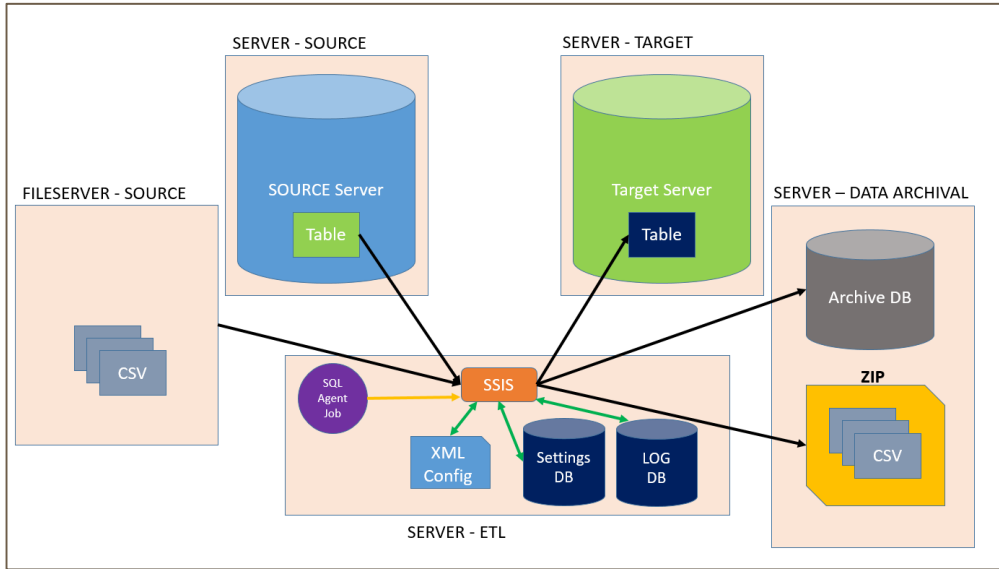 SERVER - SOURCE
SERVER - TARGET
SOURCE Server
Table
Target Server
Table
FILESERVER - SOURCE
CSV
SERVER – DATA ARCHIVAL
Archive DB
ZIP
CSV
SQL
Agent
Job
SSIS
XML
Config
Settings
DB
LOG
DB
SERVER - ETL